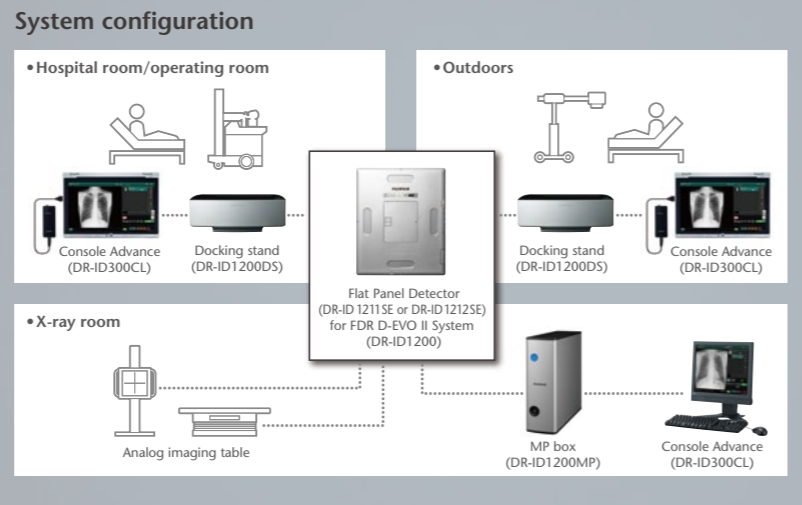 System configuration
•Hospital room/operating room
•Outdoors
Console Advance
(DR-ID300CL)
Docking stand
(DR-ID1200DS)
Flat Panel Detector
(DR-ID 1211SE or DR-ID1212SE)
for FDR D-EVO II System
(DR-ID1200)
Docking stand
(DR-ID1200DS)
Console Advance
(DR-ID300CL)
•X-ray room
Analog imaging table
MP box
(DR-ID1200MP)
Console Advance
(DR-ID300CL)